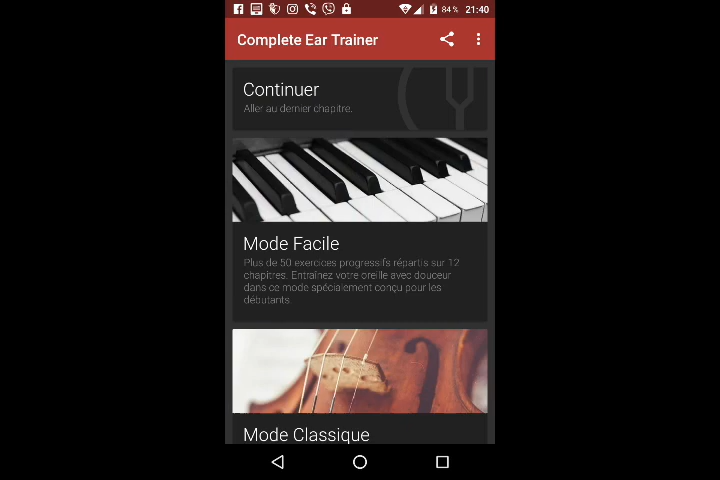 84 % 21:40
Complete Ear Trainer
Continuer
Aller au dernier chapitre.
Mode Facile
Plus de 50 exercices progressifs répartis sur 12
chapitres. Entraînez votre oreille avec douceur
dans ce mode spécialement conçu pour les
débutants.
Mode Classique